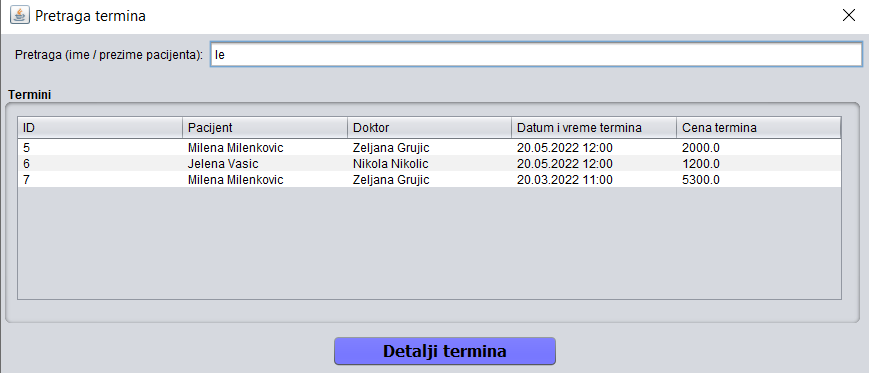 Pretraga termina
Pretraga (ime / prezime pacijenta): le
Termini
ID Pacijent Doktor Datum i vreme termina Cena termina
5 Milena Milenkovic Zeljana Grujic 20.05.2022 12:00 2000.0
6 Jelena Vasic Nikola Nikolic 20.05.2022 12:00 1200.0
7 Milena Milenkovic Zeljana Grujic 20.03.2022 11:00 5300.0
Detalji termina